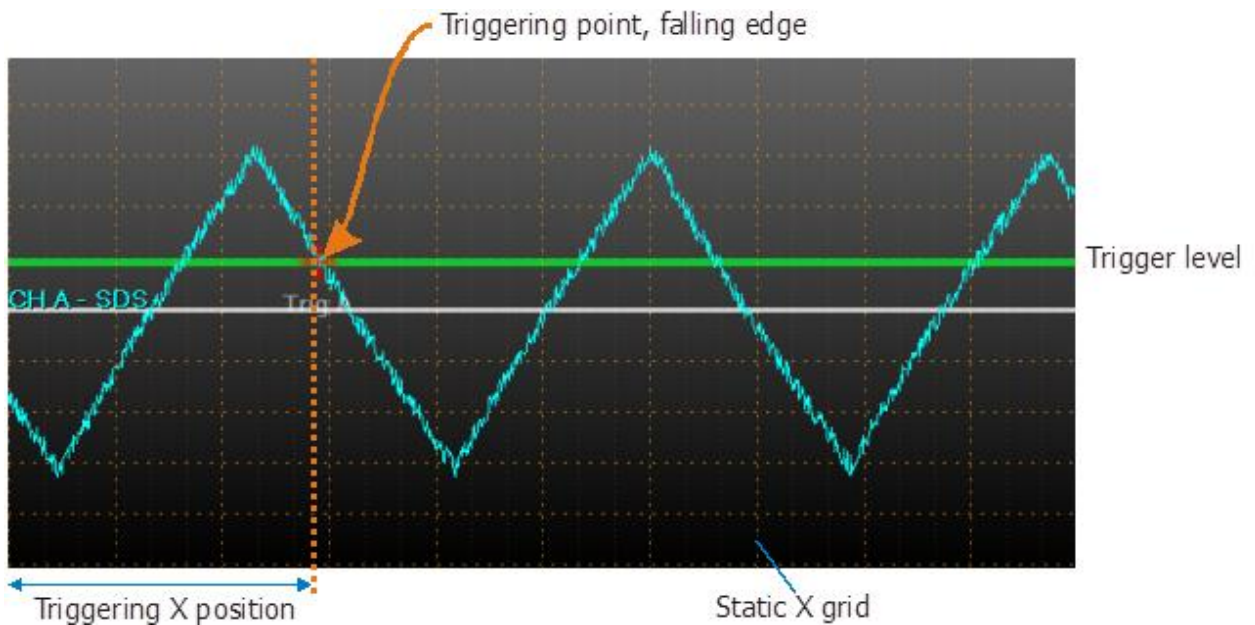 Triggering point, falling edge
Trigger level
CH A - SDS
Trig A
Triggering X position
Static X grid